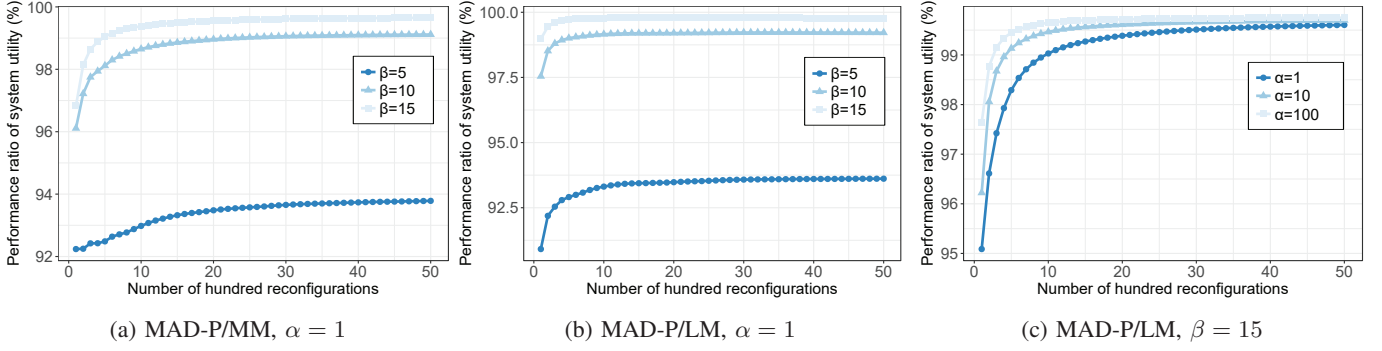 Performance ratio of system utility (%)
100
98
96
94
92
β=5
β=10
β=15
0
10
20
30
40
50
Number of hundred reconfigurations
(a) MAD-P/MM, α = 1
Performance ratio of system utility (%)
100.0
97.5
95.0
92.5
β=5
β=10
β=15
0
10
20
30
40
50
Number of hundred reconfigurations
(b) MAD-P/LM, α = 1
Performance ratio of system utility (%)
99
98
97
96
95
α=1
α=10
α=100
0
10
20
30
40
50
Number of hundred reconfigurations
(c) MAD-P/LM, β = 15